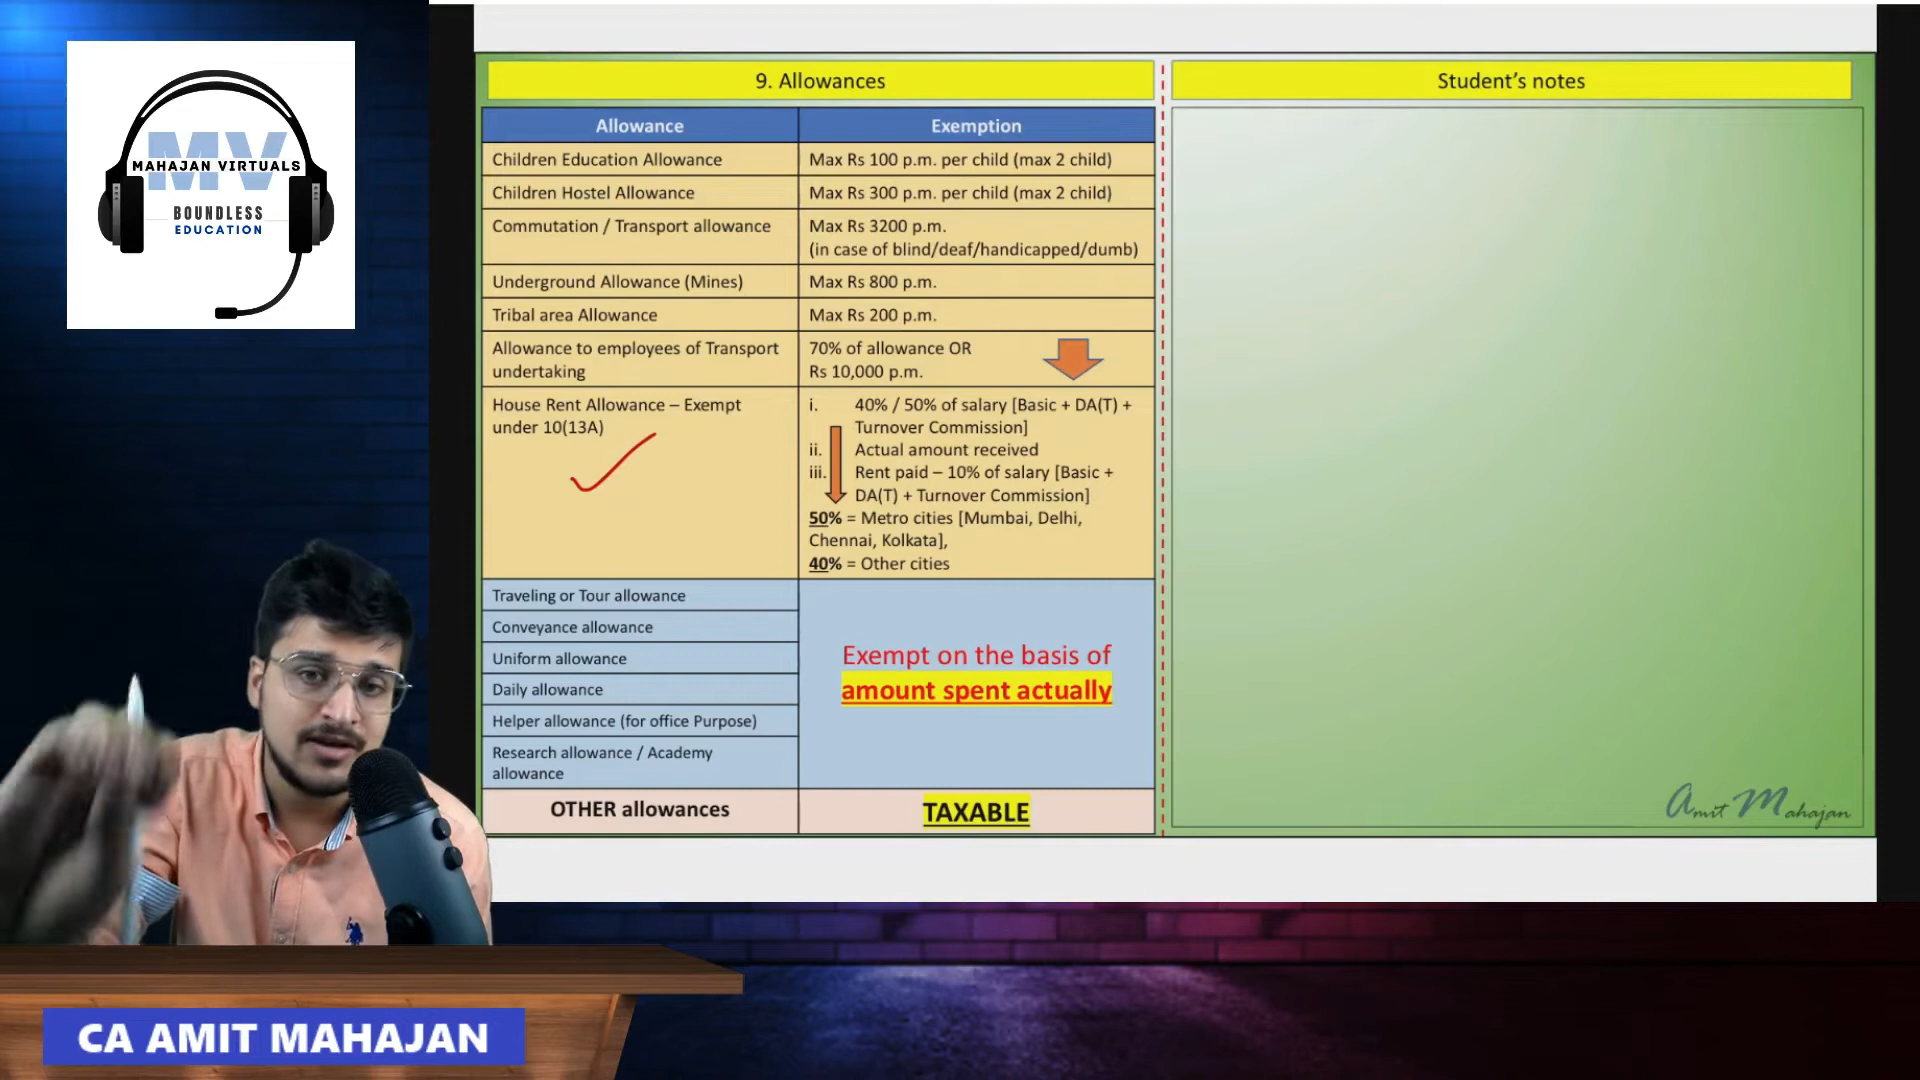 MV
MAHAJAN VIRTUALS
BOUNDLESS
EDUCATION
9. Allowances
Allowance Exemption
Children Education Allowance Max Rs 100 p.m. per child (max 2 child)
Children Hostel Allowance Max Rs 300 p.m. per child (max 2 child)
Commutation / Transport allowance Max Rs 3200 p.m.
(in case of blind/deaf/handicapped/dumb)
Underground Allowance (Mines) Max Rs 800 p.m.
Tribal area Allowance Max Rs 200 p.m.
Allowance to employees of Transport
undertaking
70% of allowance OR
Rs 10,000 p.m.
House Rent Allowance – Exempt
under 10(13A)
i. 40% / 50% of salary [Basic + DA(T) +
Turnover Commission]
ii. Actual amount received
iii. Rent paid – 10% of salary [Basic +
DA(T) + Turnover Commission]
50% = Metro cities [Mumbai, Delhi,
Chennai, Kolkata],
40% = Other cities
Traveling or Tour allowance
Conveyance allowance
Uniform allowance
Daily allowance
Helper allowance (for office Purpose)
Research allowance / Academy
allowance
Exempt on the basis of
amount spent actually
OTHER allowances TAXABLE
Student’s notes
Amit Mahajan
CA AMIT MAHAJAN